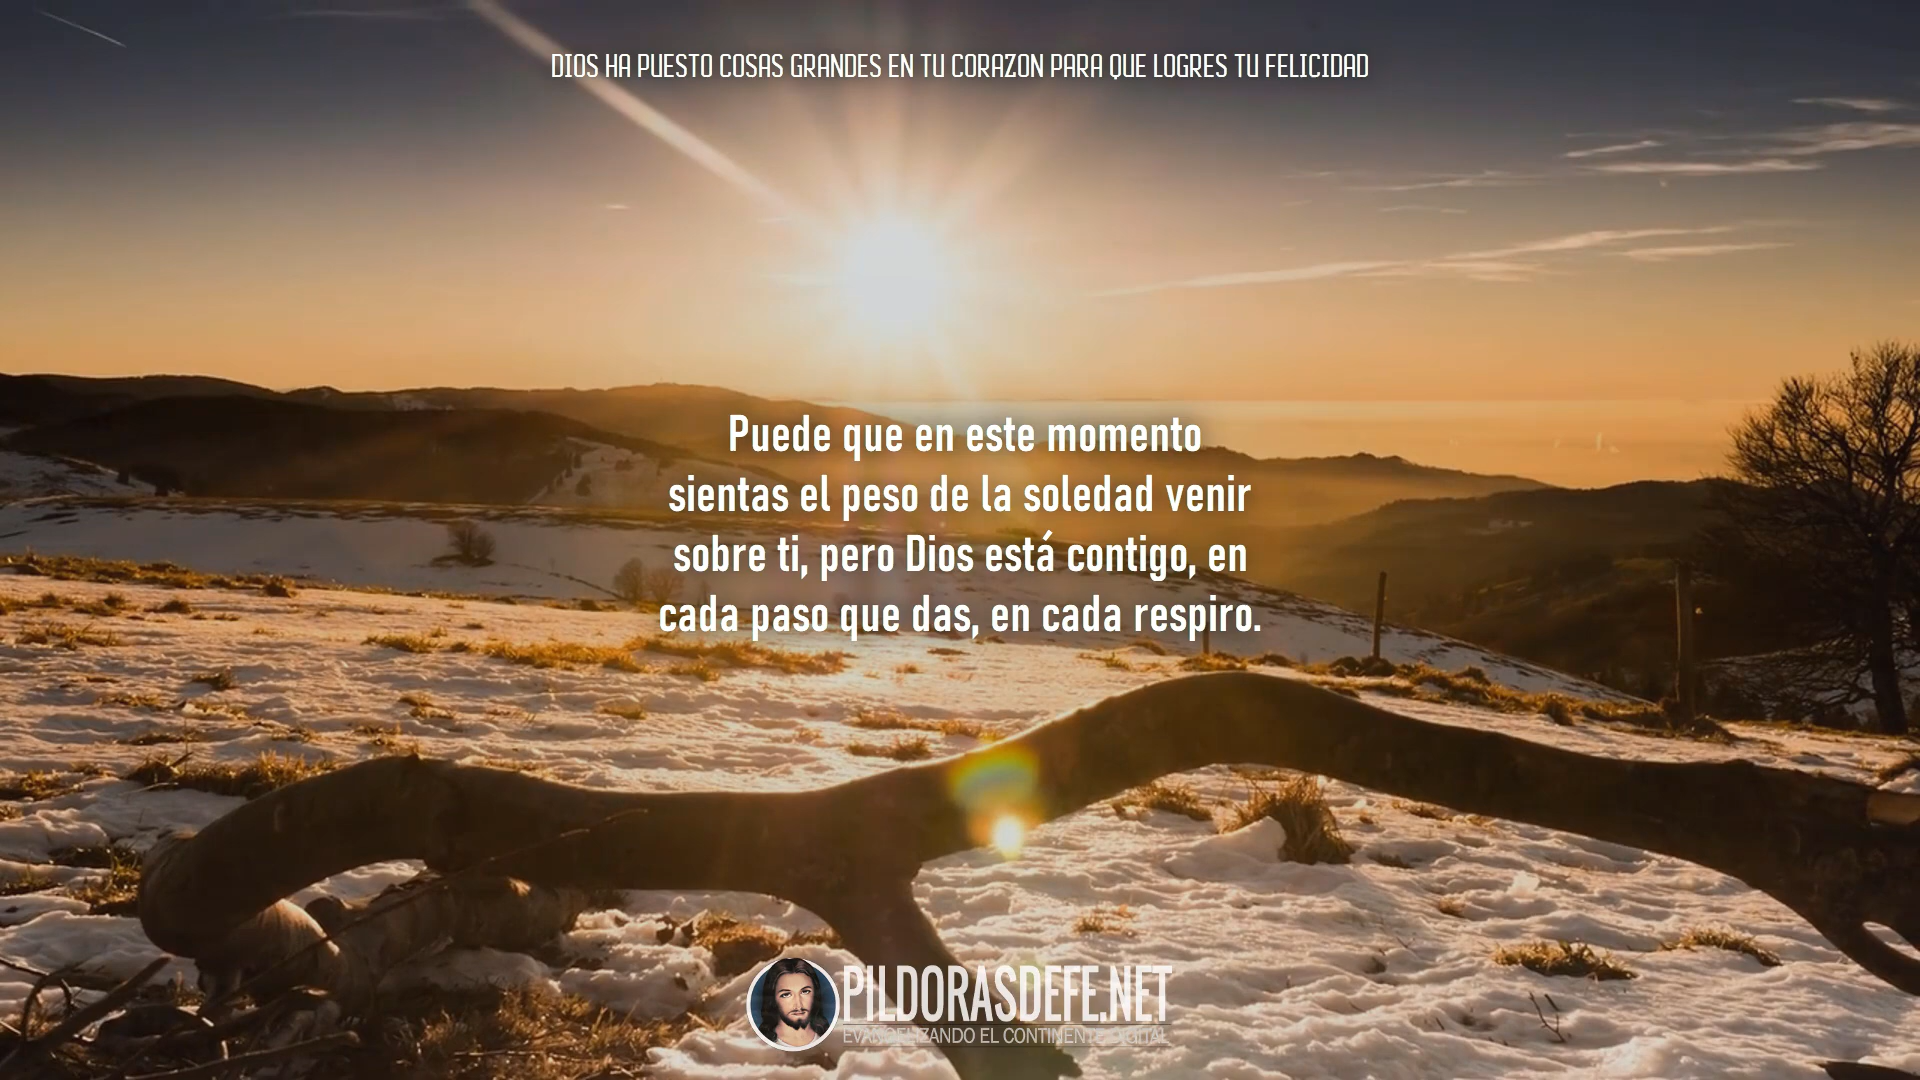 DIOS HA PUESTO COSAS GRANDES EN TU CORAZON PARA QUE LOGRES TU FELICIDAD
Puede que en este momento
sientas el peso de la soledad venir
sobre ti, pero Dios está contigo, en
cada paso que das, en cada respiro.
PILDORASDEFE.NET
EVANGELIZANDO EL CONTINENTE DIGITAL